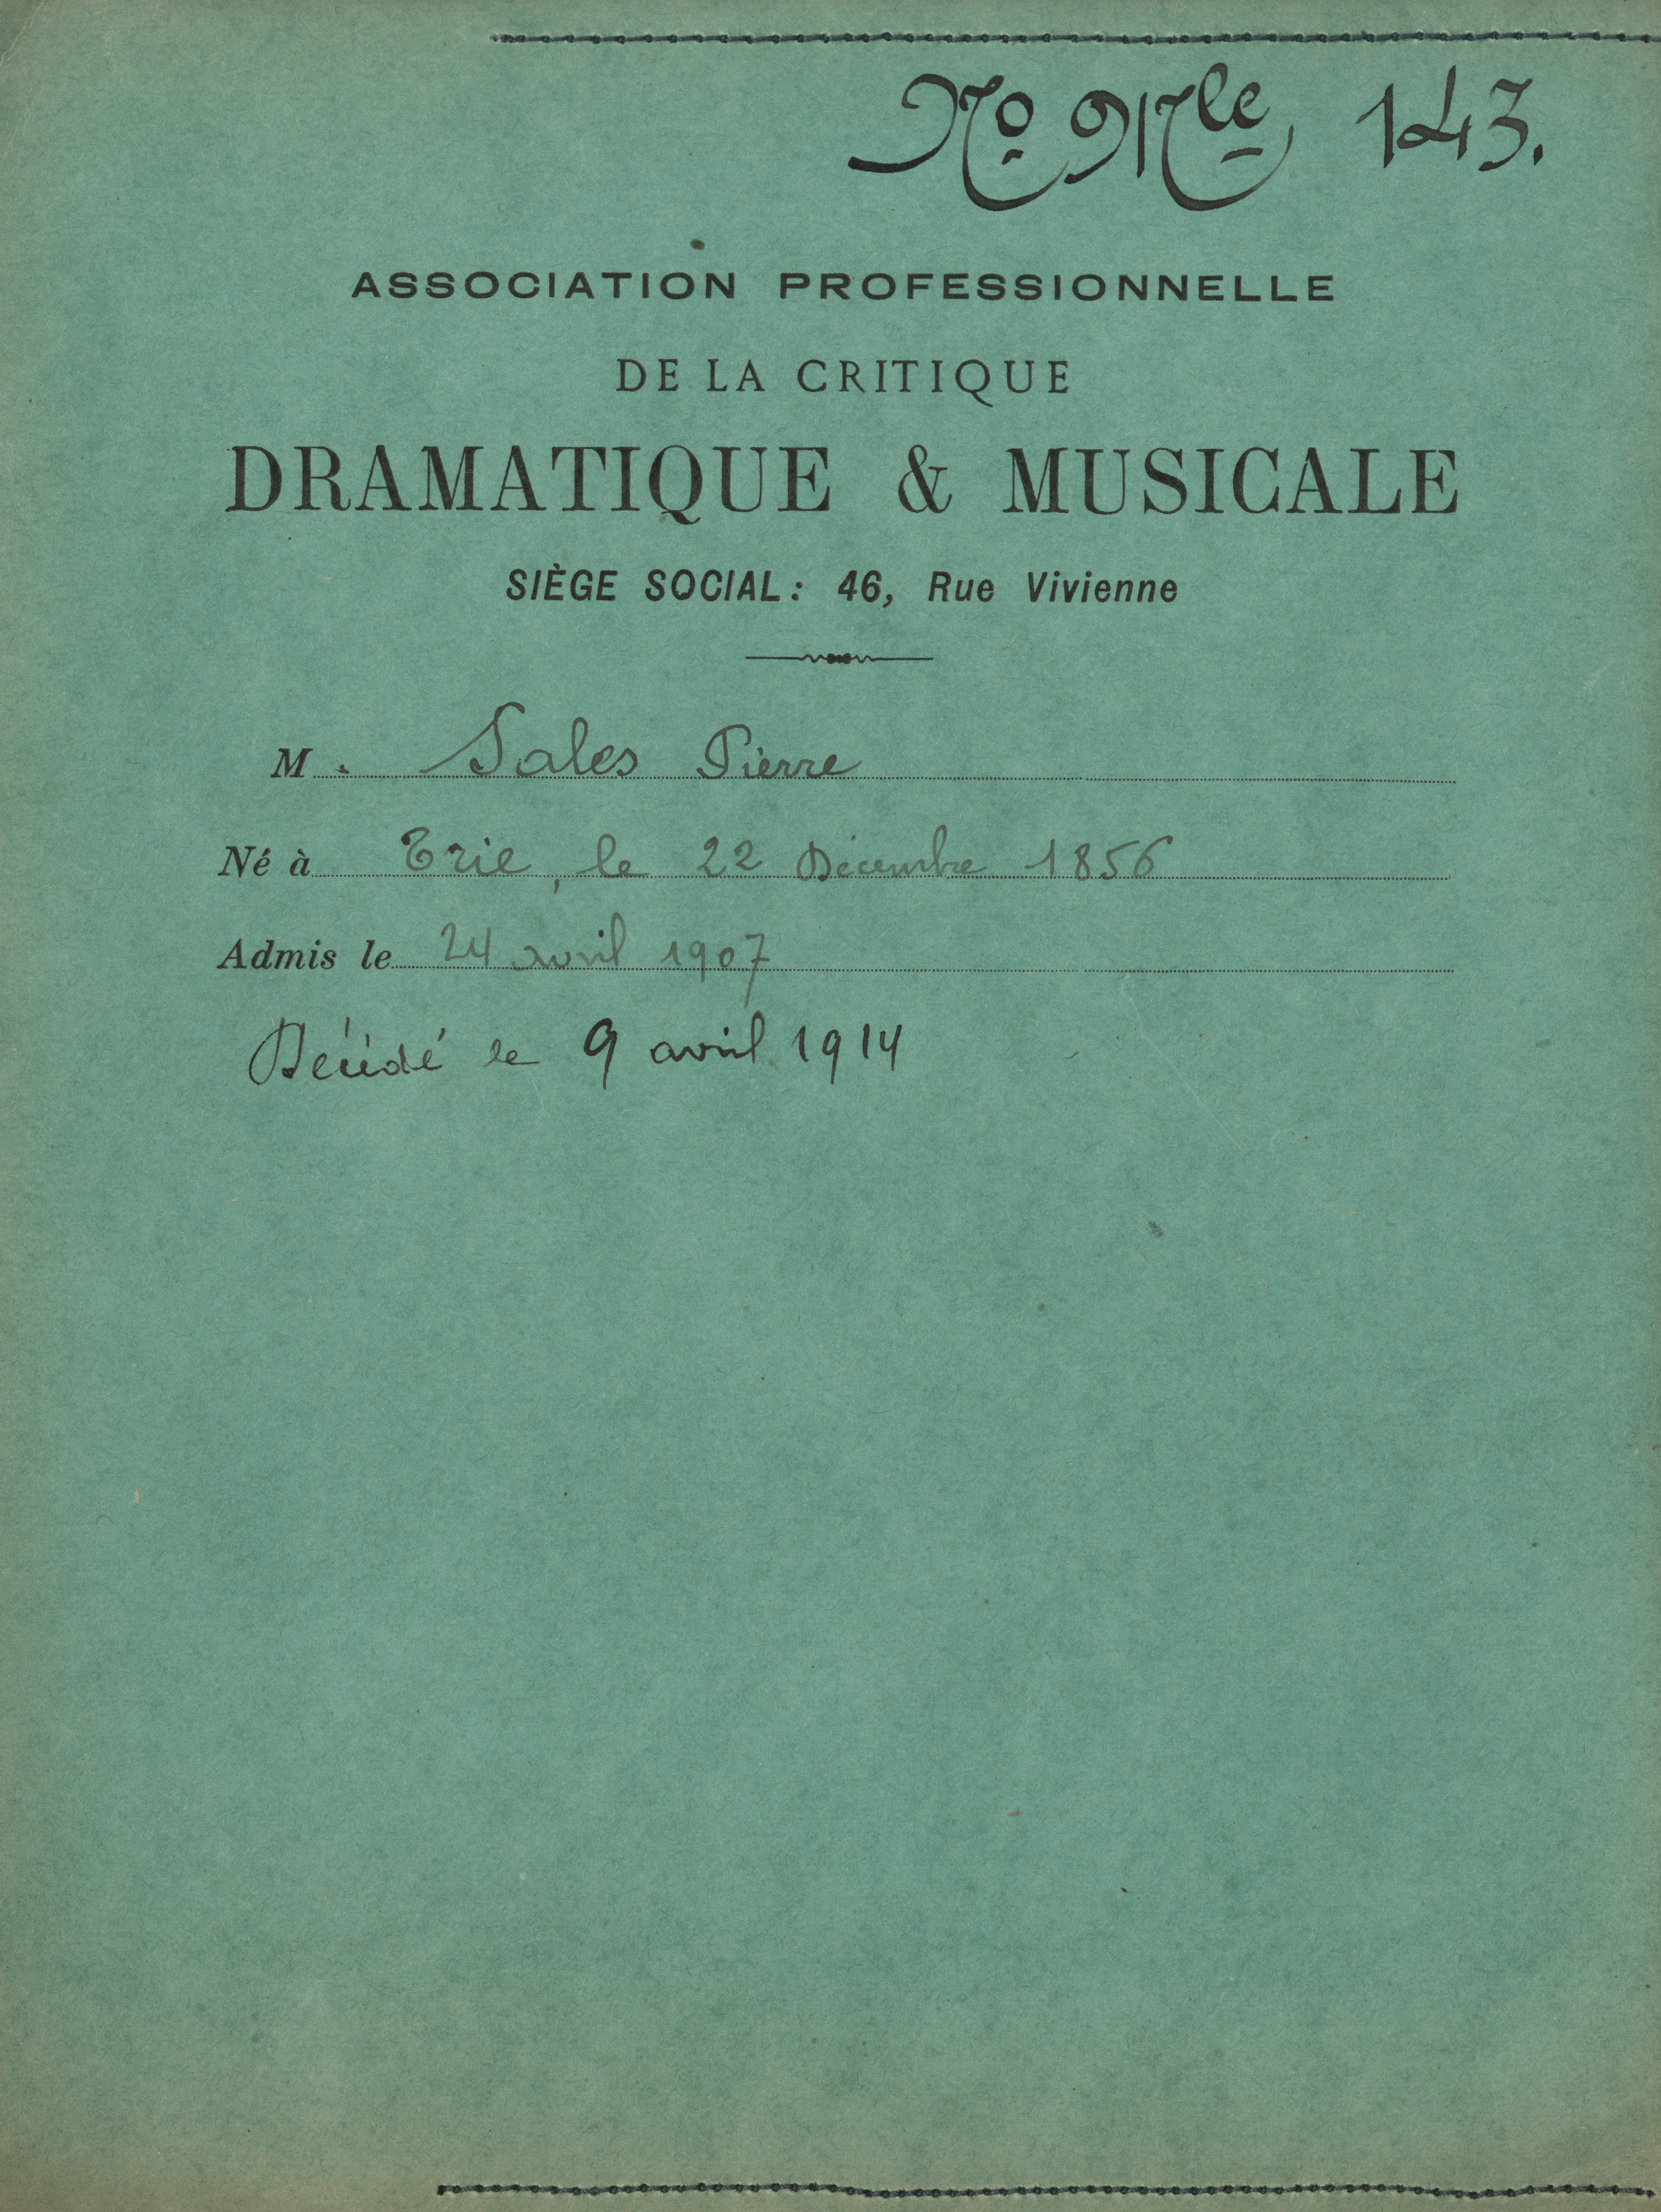 No Mle 143.
ASSOCIATION PROFESSIONNELLE
DE LA CRITIQUE
DRAMATIQUE & MUSICALE
SIÈGE SOCIAL: 46, Rue Vivienne
M. Sales Pierre
Né à Trie, le 22 Décembre 1856
Admis le 24 avril 1907
Décédé le 9 avril 1914